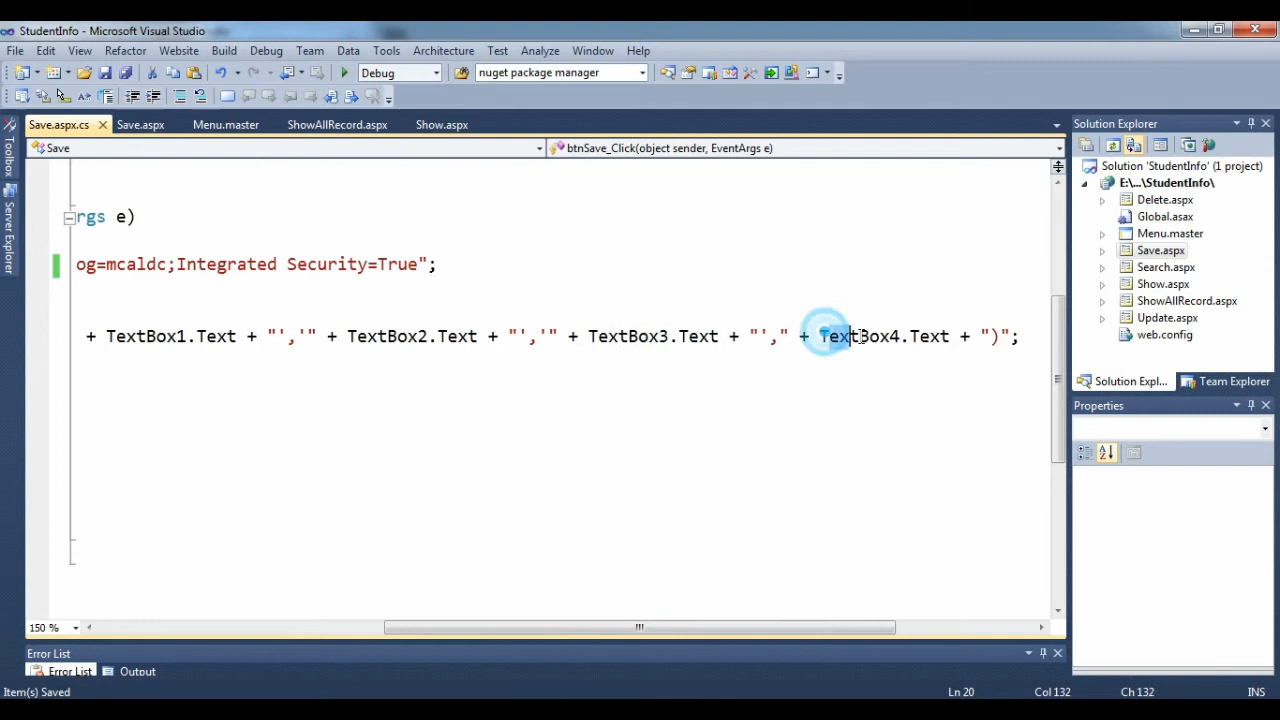 StudentInfo - Microsoft Visual Studio
File Edit View Refactor Website Build Debug Team Data Tools Architecture Test Analyze Window Help
Debug nuget package manager
Save.aspx.cs Save.aspx Menu.master ShowAllRecord.aspx Show.aspx
Save btnSave_Click(object sender, EventArgs e)
rgs e)
og=mcaldc;Integrated Security=True";
+ TextBox1.Text + "','" + TextBox2.Text + "','" + TextBox3.Text + "'," + TextBox4.Text + ")";
150 %
Error List
Error List Output
Item(s) Saved Ln 20 Col 132 Ch 132 INS
Toolbox
Server Explorer
Solution Explorer
Solution 'StudentInfo' (1 project)
E:\...\StudentInfo\
Delete.aspx
Global.asax
Menu.master
Save.aspx
Search.aspx
Show.aspx
ShowAllRecord.aspx
Update.aspx
web.config
Solution Expl... Team Explorer
Properties